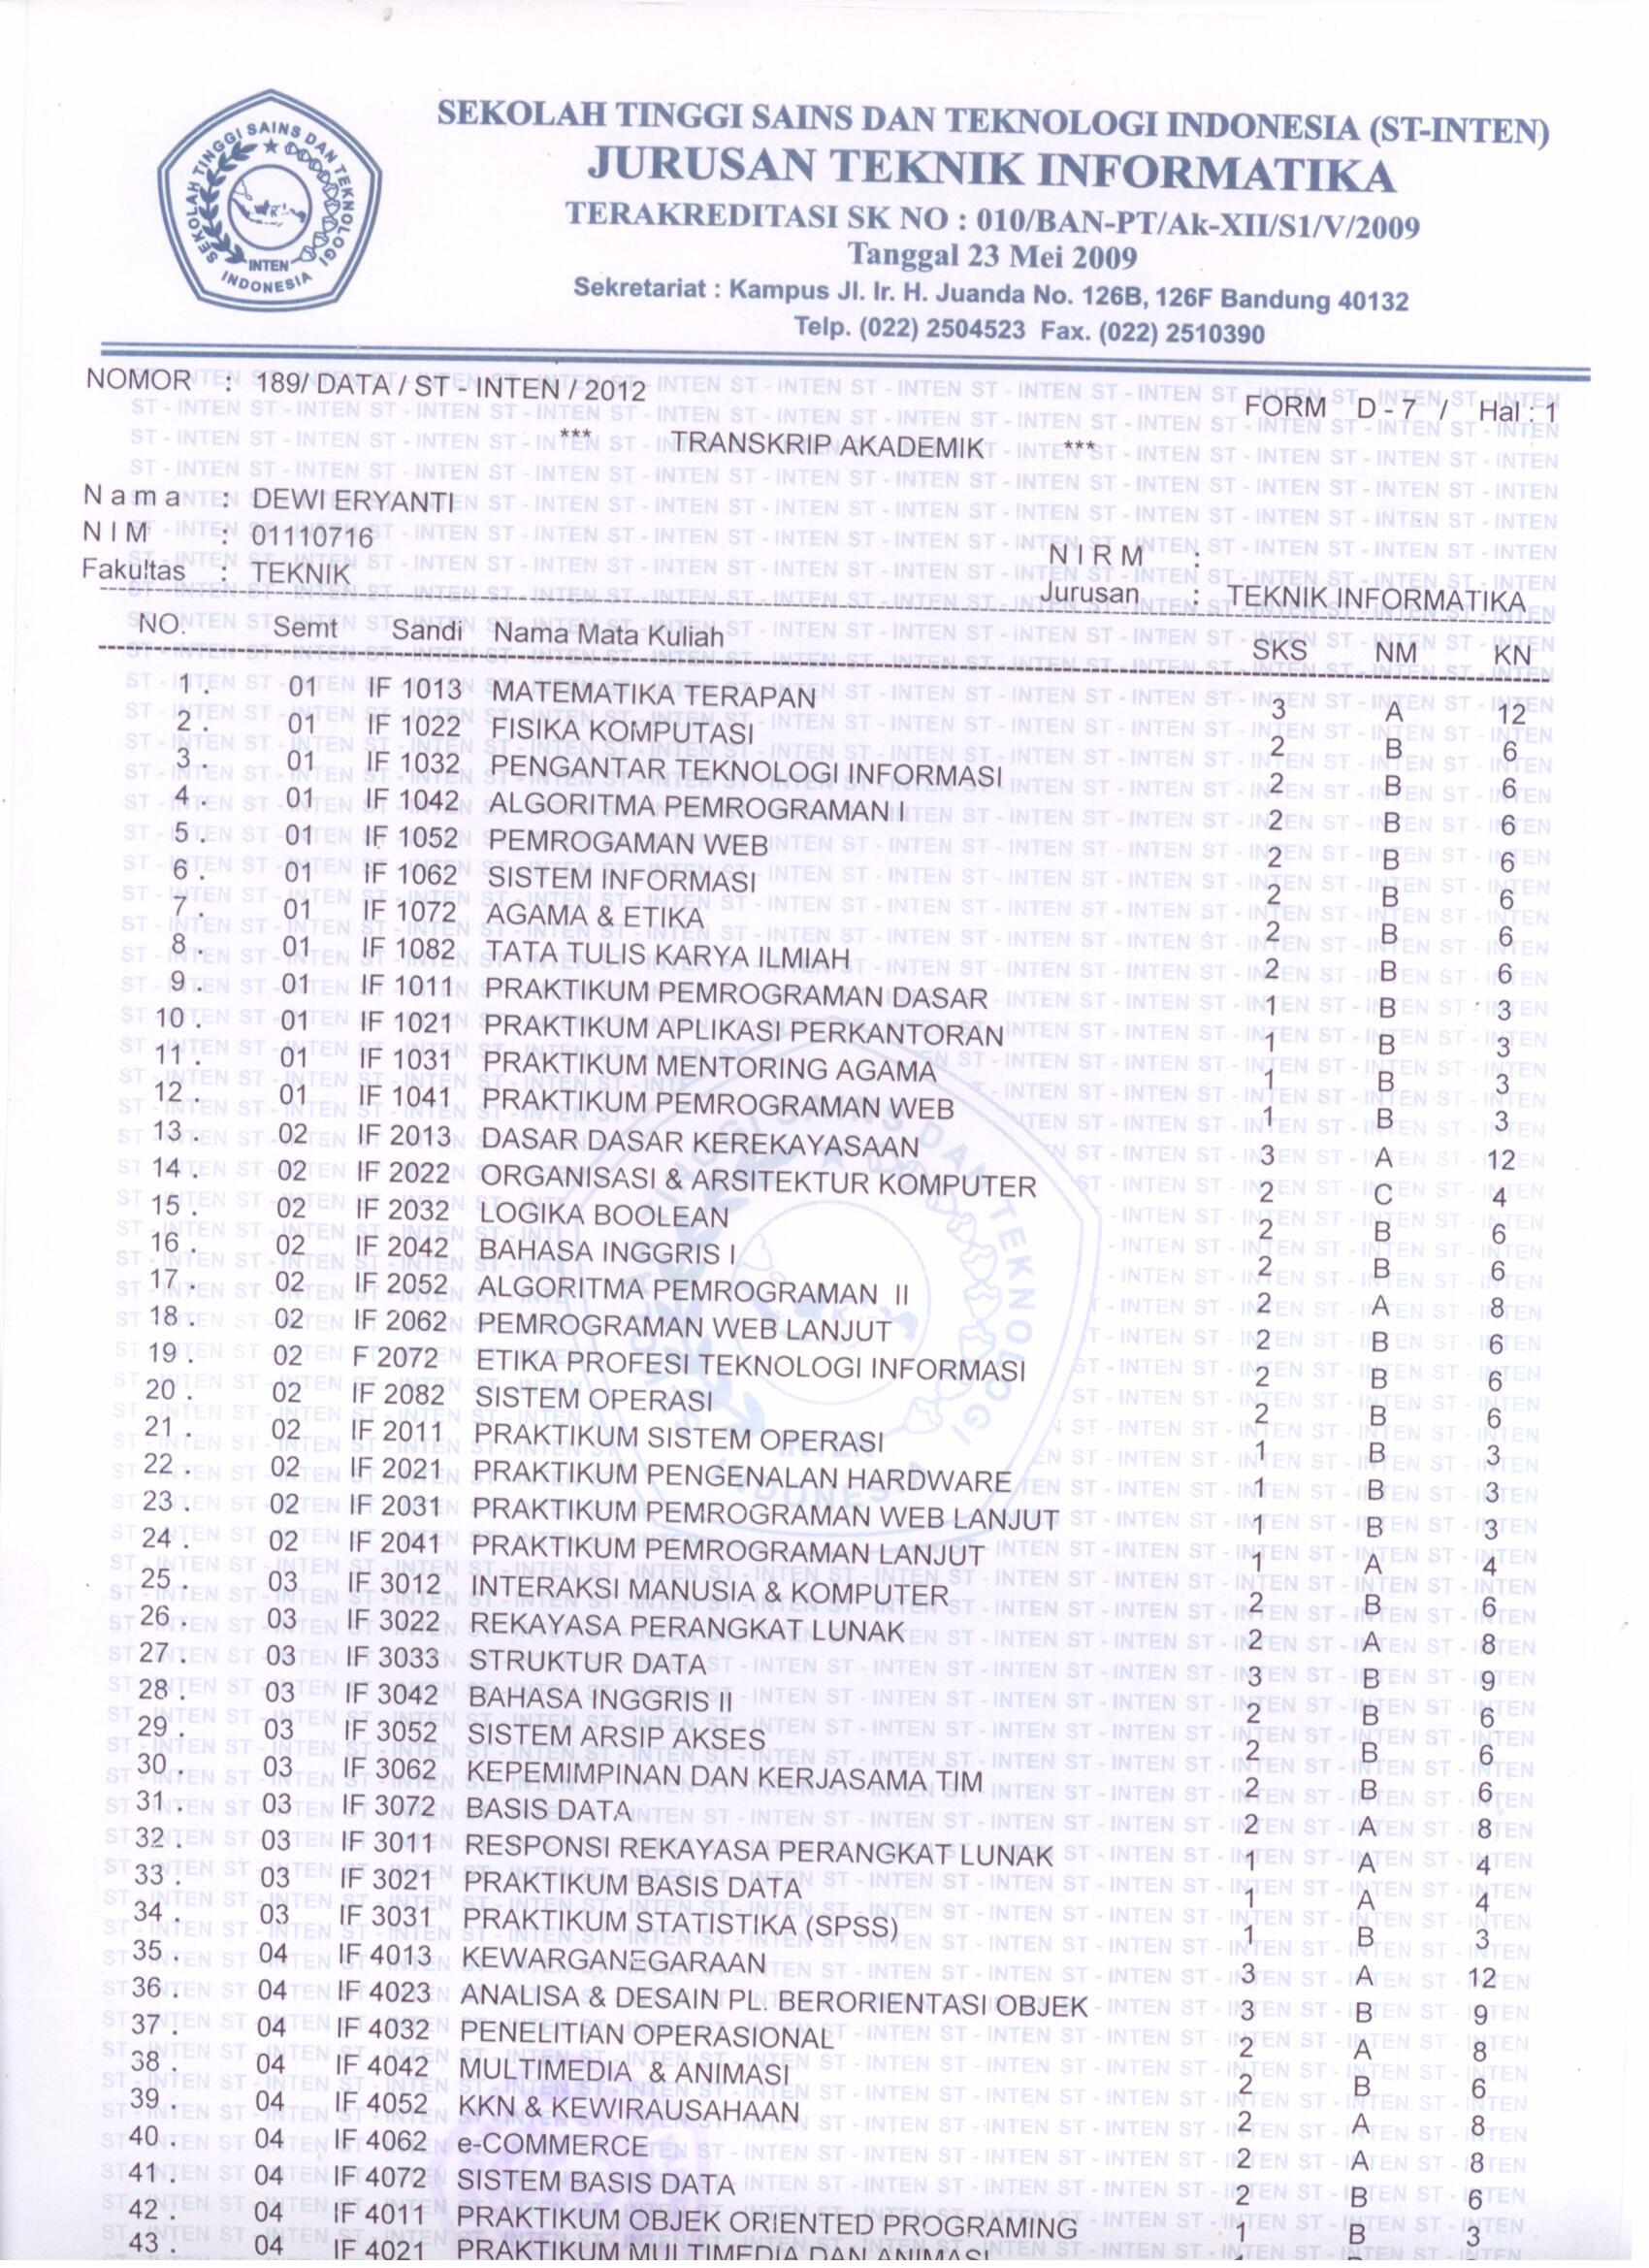 SEKOLAH TINGGI SAINS DAN TEKNOLOGI INDONESIA (ST-INTEN)
JURUSAN TEKNIK INFORMATIKA
TERAKREDITASI SK NO : 010/BAN-PT/Ak-XII/S1/V/2009
Tanggal 23 Mei 2009
Sekretariat : Kampus Jl. Ir. H. Juanda No. 126B, 126F Bandung 40132
Telp. (022) 2504523 Fax. (022) 2510390
SEKOLAH TINGGI SAINS DAN TEKNOLOGI
INTEN
INDONESIA
NOMOR : 189/ DATA / ST - INTEN / 2012
FORM D - 7 / Hal : 1
*** TRANSKRIP AKADEMIK ***
N a m a : DEWI ERYANTI
N I M : 01110716
N I R M :
Fakultas : TEKNIK
Jurusan : TEKNIK INFORMATIKA
NO. Semt Sandi Nama Mata Kuliah SKS NM KN
1 . 01 IF 1013 MATEMATIKA TERAPAN 3 A 12
2 . 01 IF 1022 FISIKA KOMPUTASI 2 B 6
3 . 01 IF 1032 PENGANTAR TEKNOLOGI INFORMASI 2 B 6
4 . 01 IF 1042 ALGORITMA PEMROGRAMAN I 2 B 6
5 . 01 IF 1052 PEMROGAMAN WEB 2 B 6
6 . 01 IF 1062 SISTEM INFORMASI 2 B 6
7 . 01 IF 1072 AGAMA & ETIKA 2 B 6
8 . 01 IF 1082 TATA TULIS KARYA ILMIAH 2 B 6
9 . 01 IF 1011 PRAKTIKUM PEMROGRAMAN DASAR 1 B 3
10 . 01 IF 1021 PRAKTIKUM APLIKASI PERKANTORAN 1 B 3
11 . 01 IF 1031 PRAKTIKUM MENTORING AGAMA 1 B 3
12 . 01 IF 1041 PRAKTIKUM PEMROGRAMAN WEB 1 B 3
13 . 02 IF 2013 DASAR DASAR KEREKAYASAAN 3 A 12
14 . 02 IF 2022 ORGANISASI & ARSITEKTUR KOMPUTER 2 C 4
15 . 02 IF 2032 LOGIKA BOOLEAN 2 B 6
16 . 02 IF 2042 BAHASA INGGRIS I 2 B 6
17 . 02 IF 2052 ALGORITMA PEMROGRAMAN II 2 A 8
18 . 02 IF 2062 PEMROGRAMAN WEB LANJUT 2 B 6
19 . 02 F 2072 ETIKA PROFESI TEKNOLOGI INFORMASI 2 B 6
20 . 02 IF 2082 SISTEM OPERASI 2 B 6
21 . 02 IF 2011 PRAKTIKUM SISTEM OPERASI 1 B 3
22 . 02 IF 2021 PRAKTIKUM PENGENALAN HARDWARE 1 B 3
23 . 02 IF 2031 PRAKTIKUM PEMROGRAMAN WEB LANJUT 1 B 3
24 . 02 IF 2041 PRAKTIKUM PEMROGRAMAN LANJUT 1 A 4
25 . 03 IF 3012 INTERAKSI MANUSIA & KOMPUTER 2 B 6
26 . 03 IF 3022 REKAYASA PERANGKAT LUNAK 2 A 8
27 . 03 IF 3033 STRUKTUR DATA 3 B 9
28 . 03 IF 3042 BAHASA INGGRIS II 2 B 6
29 . 03 IF 3052 SISTEM ARSIP AKSES 2 B 6
30 . 03 IF 3062 KEPEMIMPINAN DAN KERJASAMA TIM 2 B 6
31 . 03 IF 3072 BASIS DATA 2 A 8
32 . 03 IF 3011 RESPONSI REKAYASA PERANGKAT LUNAK 1 A 4
33 . 03 IF 3021 PRAKTIKUM BASIS DATA 1 A 4
34 . 03 IF 3031 PRAKTIKUM STATISTIKA (SPSS) 1 B 3
35 . 04 IF 4013 KEWARGANEGARAAN 3 A 12
36 . 04 IF 4023 ANALISA & DESAIN PL. BERORIENTASI OBJEK 3 B 9
37 . 04 IF 4032 PENELITIAN OPERASIONAL 2 A 8
38 . 04 IF 4042 MULTIMEDIA & ANIMASI 2 B 6
39 . 04 IF 4052 KKN & KEWIRAUSAHAAN 2 A 8
40 . 04 IF 4062 e-COMMERCE 2 A 8
41 . 04 IF 4072 SISTEM BASIS DATA 2 B 6
42 . 04 IF 4011 PRAKTIKUM OBJEK ORIENTED PROGRAMING 1 B 3
43 . 04 IF 4021 PRAKTIKUM MULTIMEDIA DAN ANIMASI